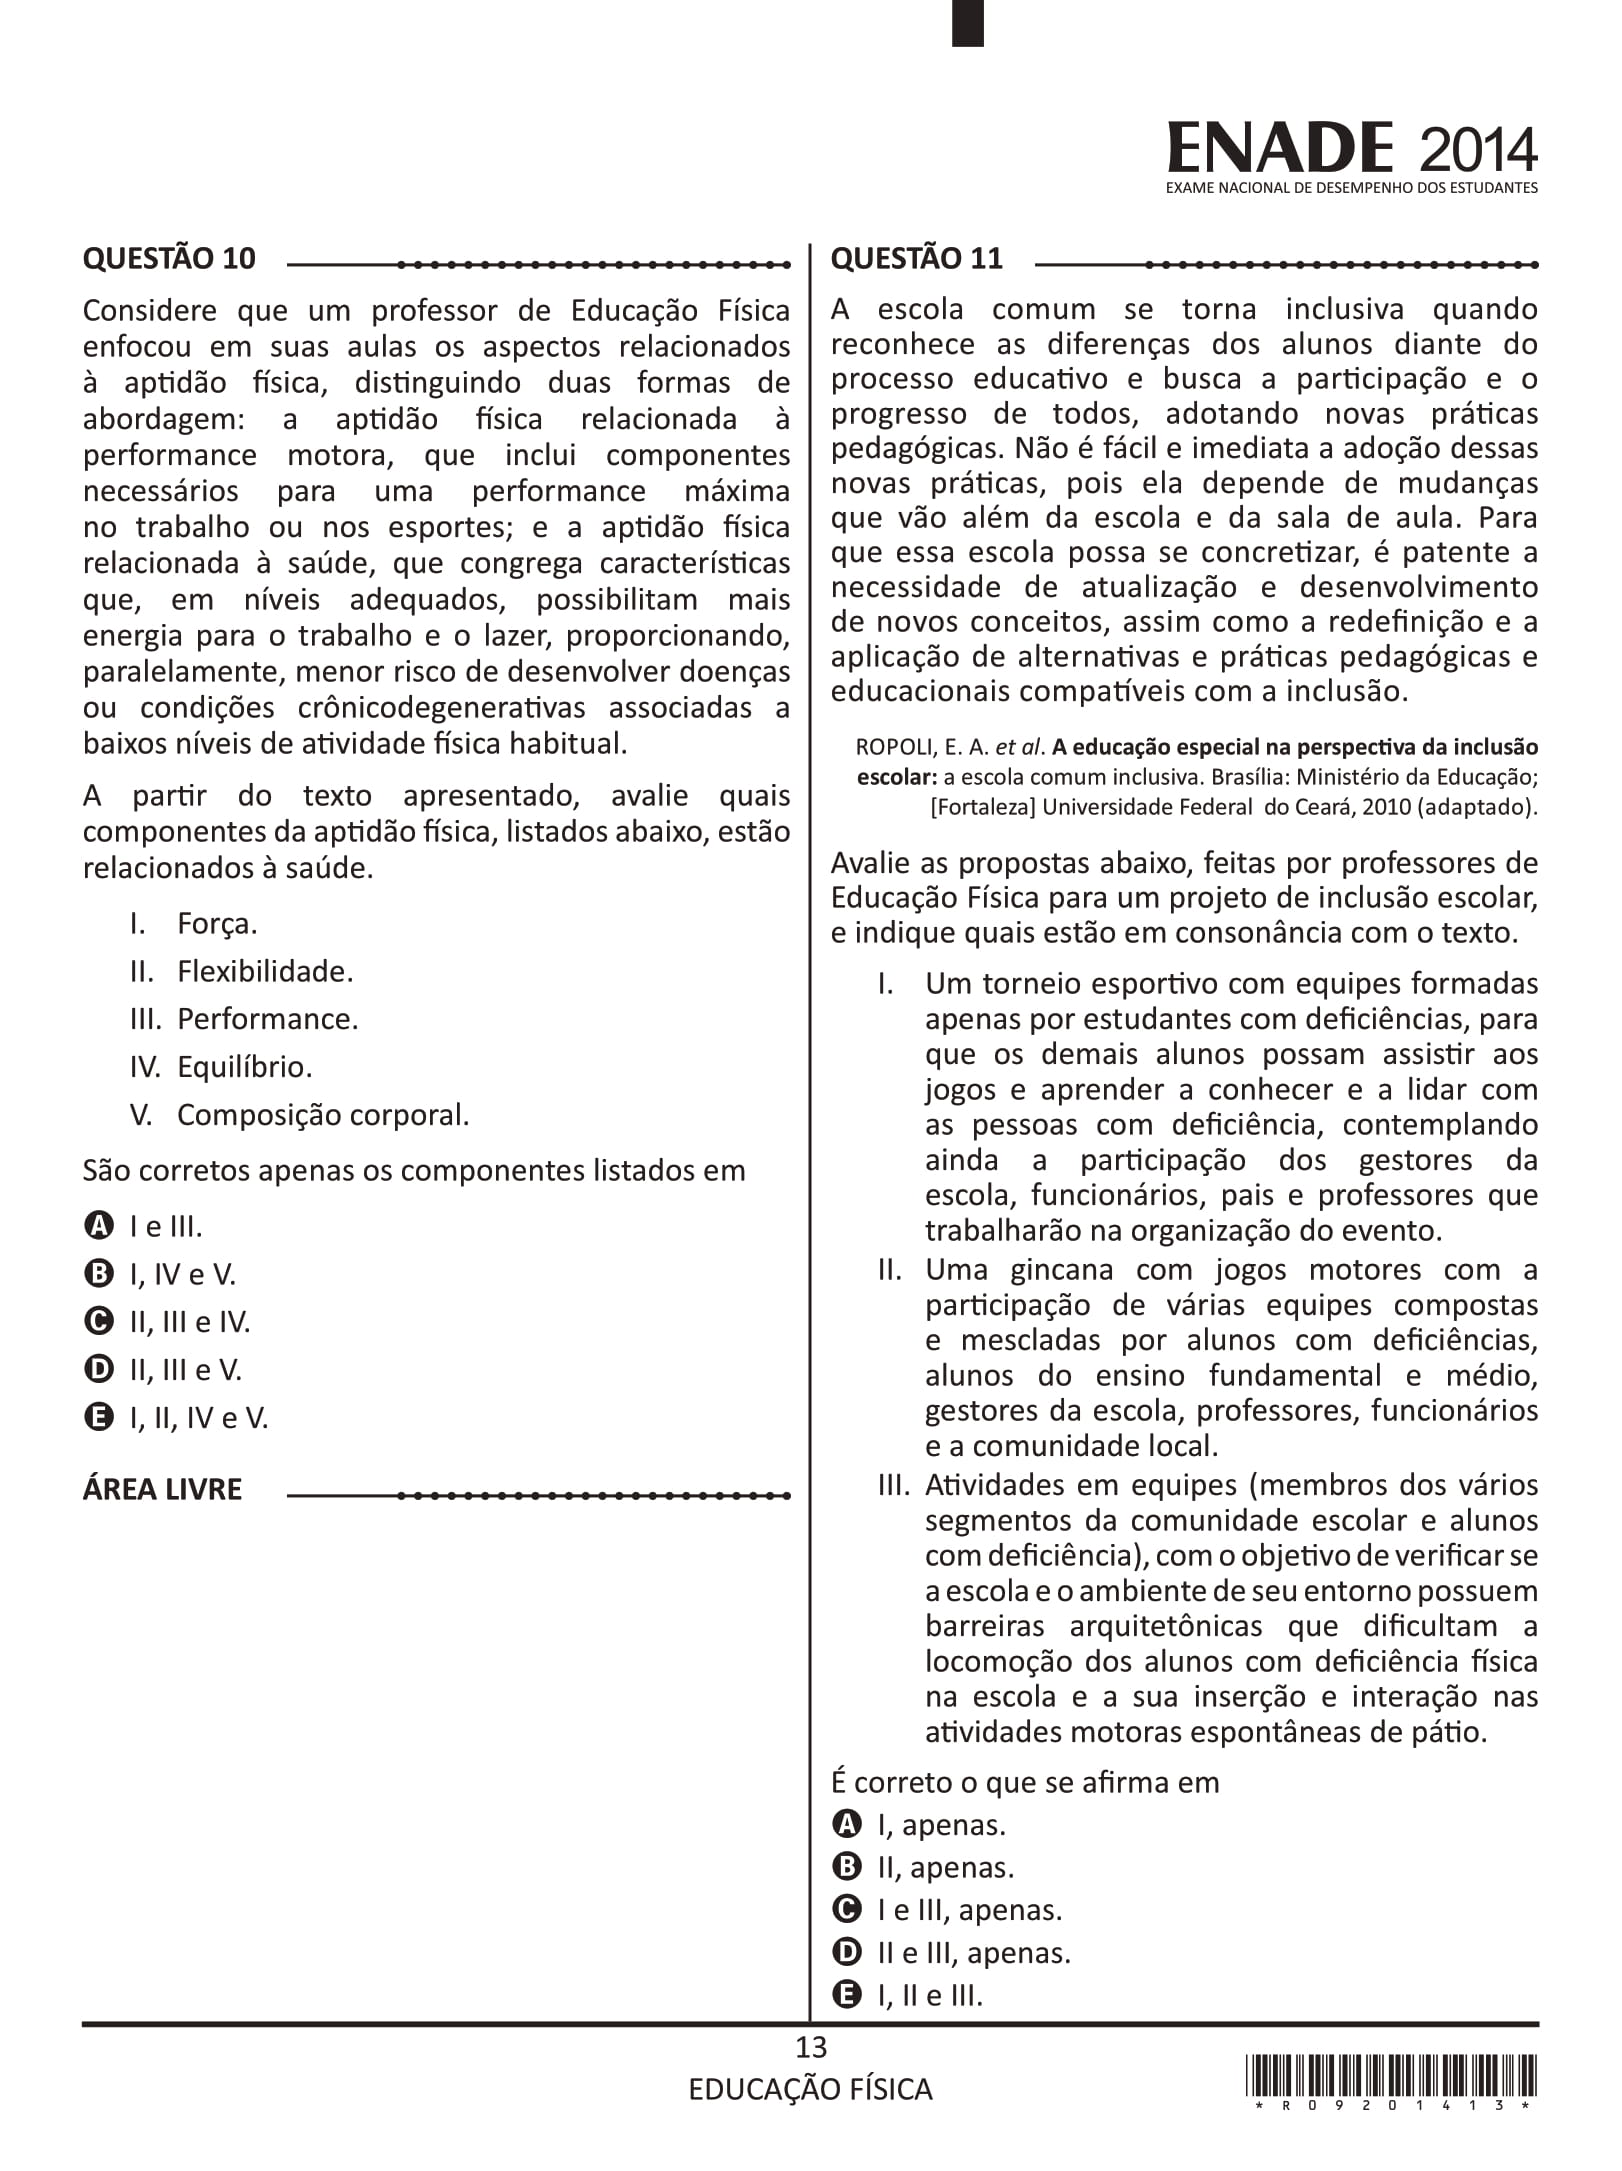 ENADE 2014
EXAME NACIONAL DE DESEMPENHO DOS ESTUDANTES
QUESTÃO 10
Considere que um professor de Educação Física
enfocou em suas aulas os aspectos relacionados
à aptidão física, distinguindo duas formas de
abordagem: a aptidão física relacionada à
performance motora, que inclui componentes
necessários para uma performance máxima
no trabalho ou nos esportes; e a aptidão física
relacionada à saúde, que congrega características
que, em níveis adequados, possibilitam mais
energia para o trabalho e o lazer, proporcionando,
paralelamente, menor risco de desenvolver doenças
ou condições crônicodegenerativas associadas a
baixos níveis de atividade física habitual.
A partir do texto apresentado, avalie quais
componentes da aptidão física, listados abaixo, estão
relacionados à saúde.
I. Força.
II. Flexibilidade.
III. Performance.
IV. Equilíbrio.
V. Composição corporal.
São corretos apenas os componentes listados em
A I e III.
B I, IV e V.
C II, III e IV.
D II, III e V.
E I, II, IV e V.
ÁREA LIVRE
QUESTÃO 11
A escola comum se torna inclusiva quando
reconhece as diferenças dos alunos diante do
processo educativo e busca a participação e o
progresso de todos, adotando novas práticas
pedagógicas. Não é fácil e imediata a adoção dessas
novas práticas, pois ela depende de mudanças
que vão além da escola e da sala de aula. Para
que essa escola possa se concretizar, é patente a
necessidade de atualização e desenvolvimento
de novos conceitos, assim como a redefinição e a
aplicação de alternativas e práticas pedagógicas e
educacionais compatíveis com a inclusão.
ROPOLI, E. A. et al. A educação especial na perspectiva da inclusão
escolar: a escola comum inclusiva. Brasília: Ministério da Educação;
[Fortaleza] Universidade Federal do Ceará, 2010 (adaptado).
Avalie as propostas abaixo, feitas por professores de
Educação Física para um projeto de inclusão escolar,
e indique quais estão em consonância com o texto.
I. Um torneio esportivo com equipes formadas
apenas por estudantes com deficiências, para
que os demais alunos possam assistir aos
jogos e aprender a conhecer e a lidar com
as pessoas com deficiência, contemplando
ainda a participação dos gestores da
escola, funcionários, pais e professores que
trabalharão na organização do evento.
II. Uma gincana com jogos motores com a
participação de várias equipes compostas
e mescladas por alunos com deficiências,
alunos do ensino fundamental e médio,
gestores da escola, professores, funcionários
e a comunidade local.
III. Atividades em equipes (membros dos vários
segmentos da comunidade escolar e alunos
com deficiência), com o objetivo de verificar se
a escola e o ambiente de seu entorno possuem
barreiras arquitetônicas que dificultam a
locomoção dos alunos com deficiência física
na escola e a sua inserção e interação nas
atividades motoras espontâneas de pátio.
É correto o que se afirma em
A I, apenas.
B II, apenas.
C I e III, apenas.
D II e III, apenas.
E I, II e III.
13
EDUCAÇÃO FÍSICA
*R09201413*